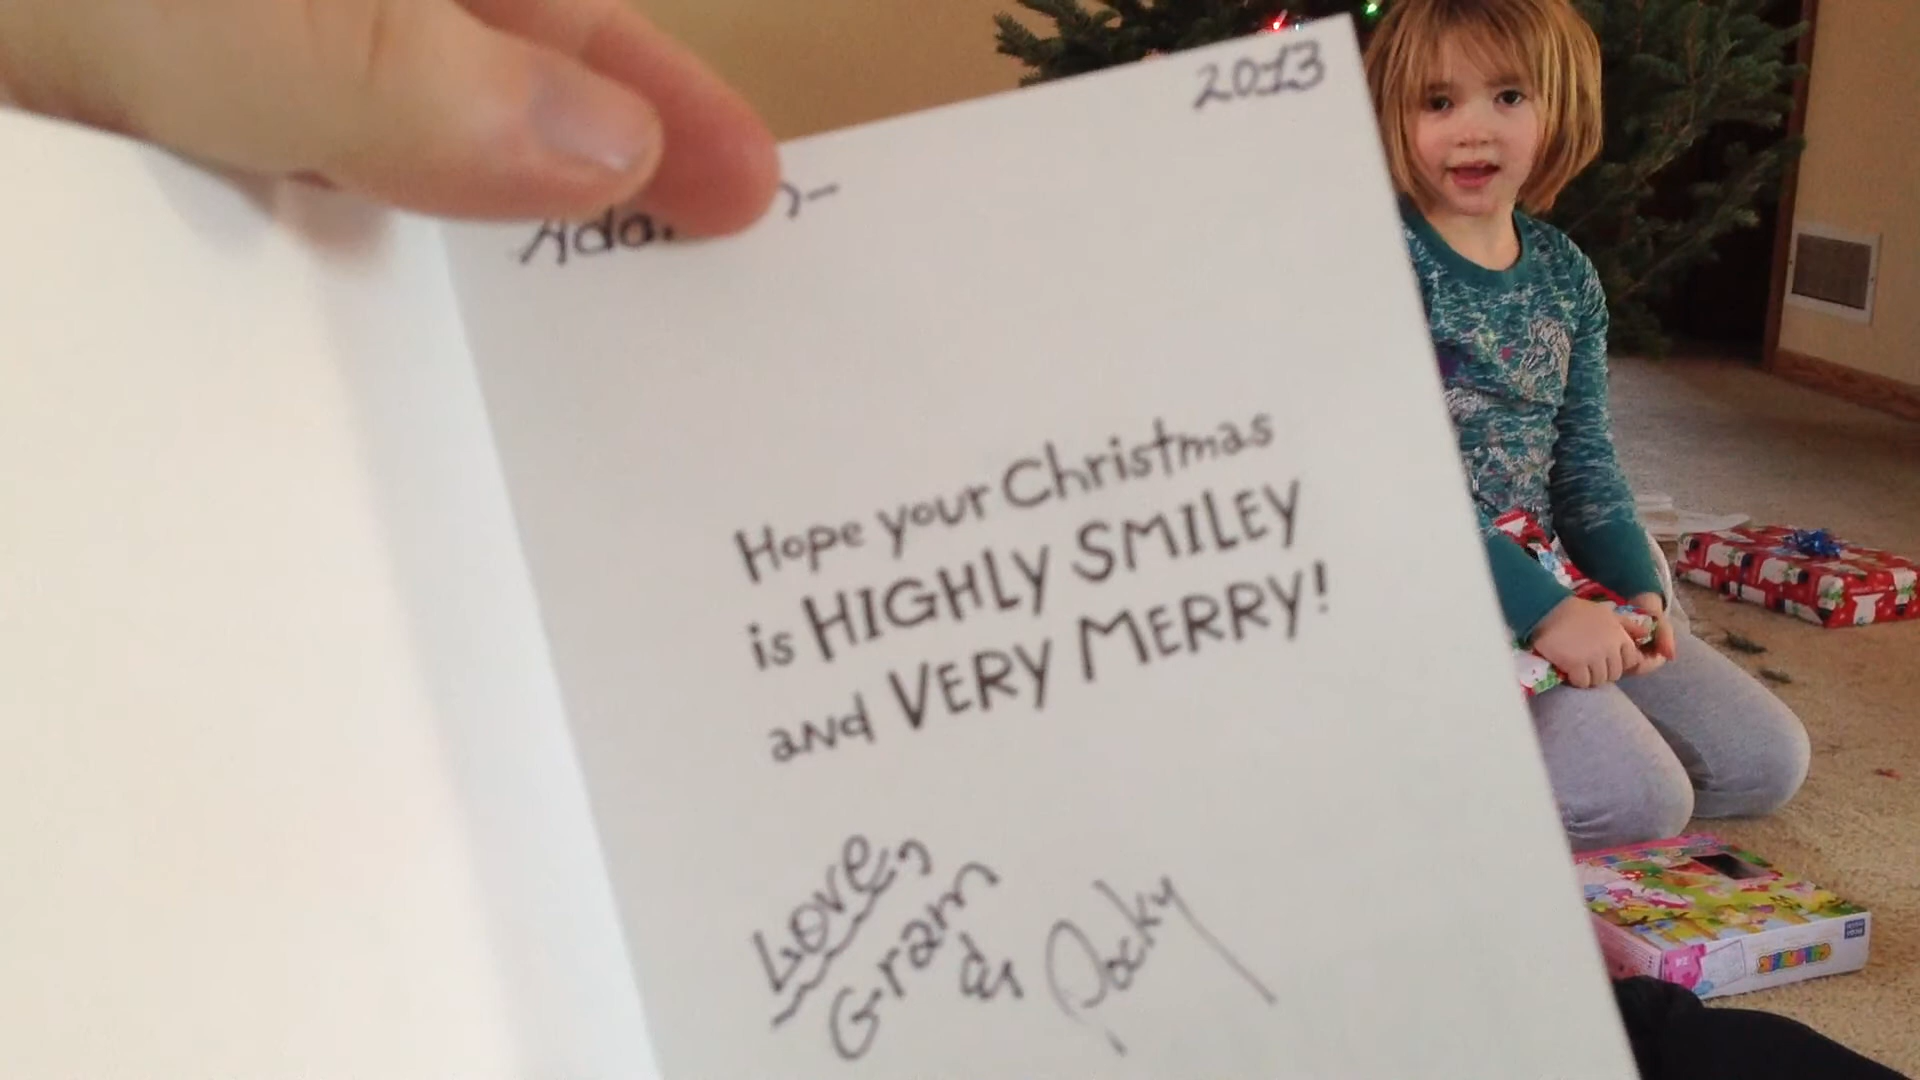 2013
Hope your Christmas
is HIGHLY SMILEY
and VERY MERRY!
Love,
Gram
&